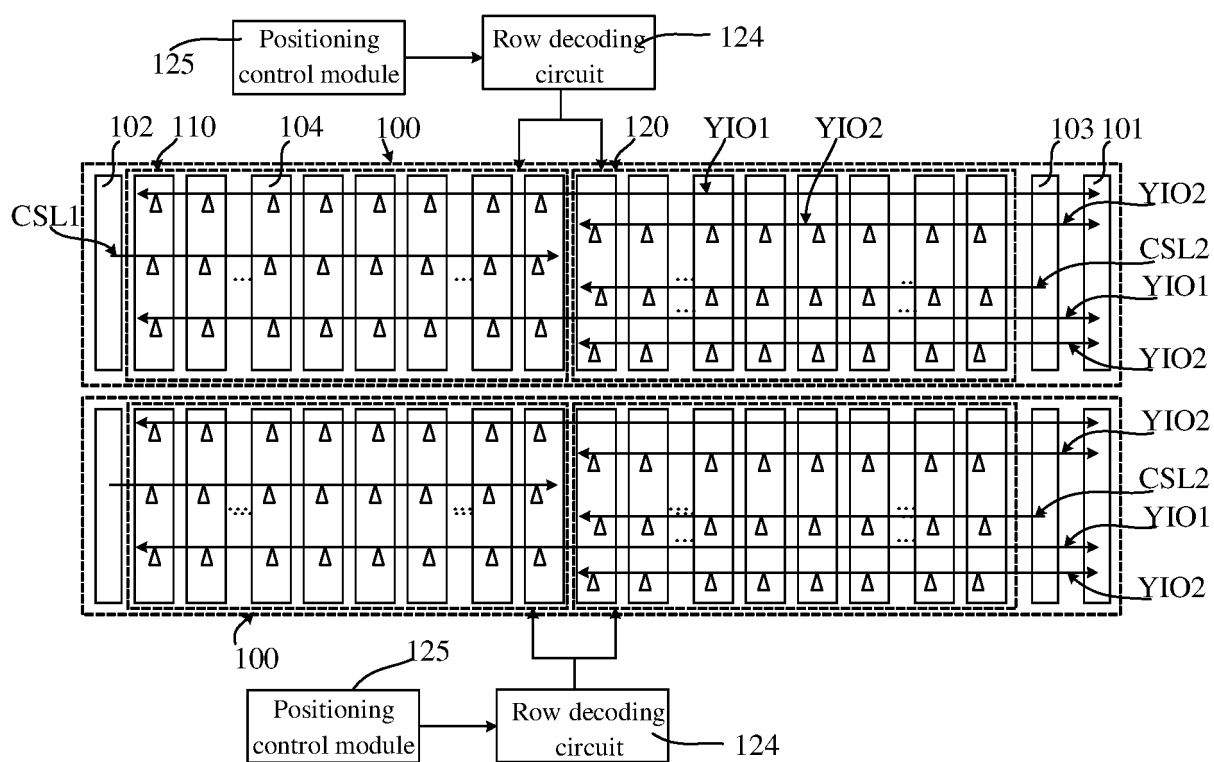 Positioning
control module
125
Row decoding
circuit
124
102
110
104
100
120
YIO1
YIO2
103
101
CSL1
YIO2
CSL2
YIO1
YIO2
...
...
...
...
..
...
YIO2
CSL2
YIO1
YIO2
...
...
...
...
...
...
100
125
Positioning
control module
Row decoding
circuit
124